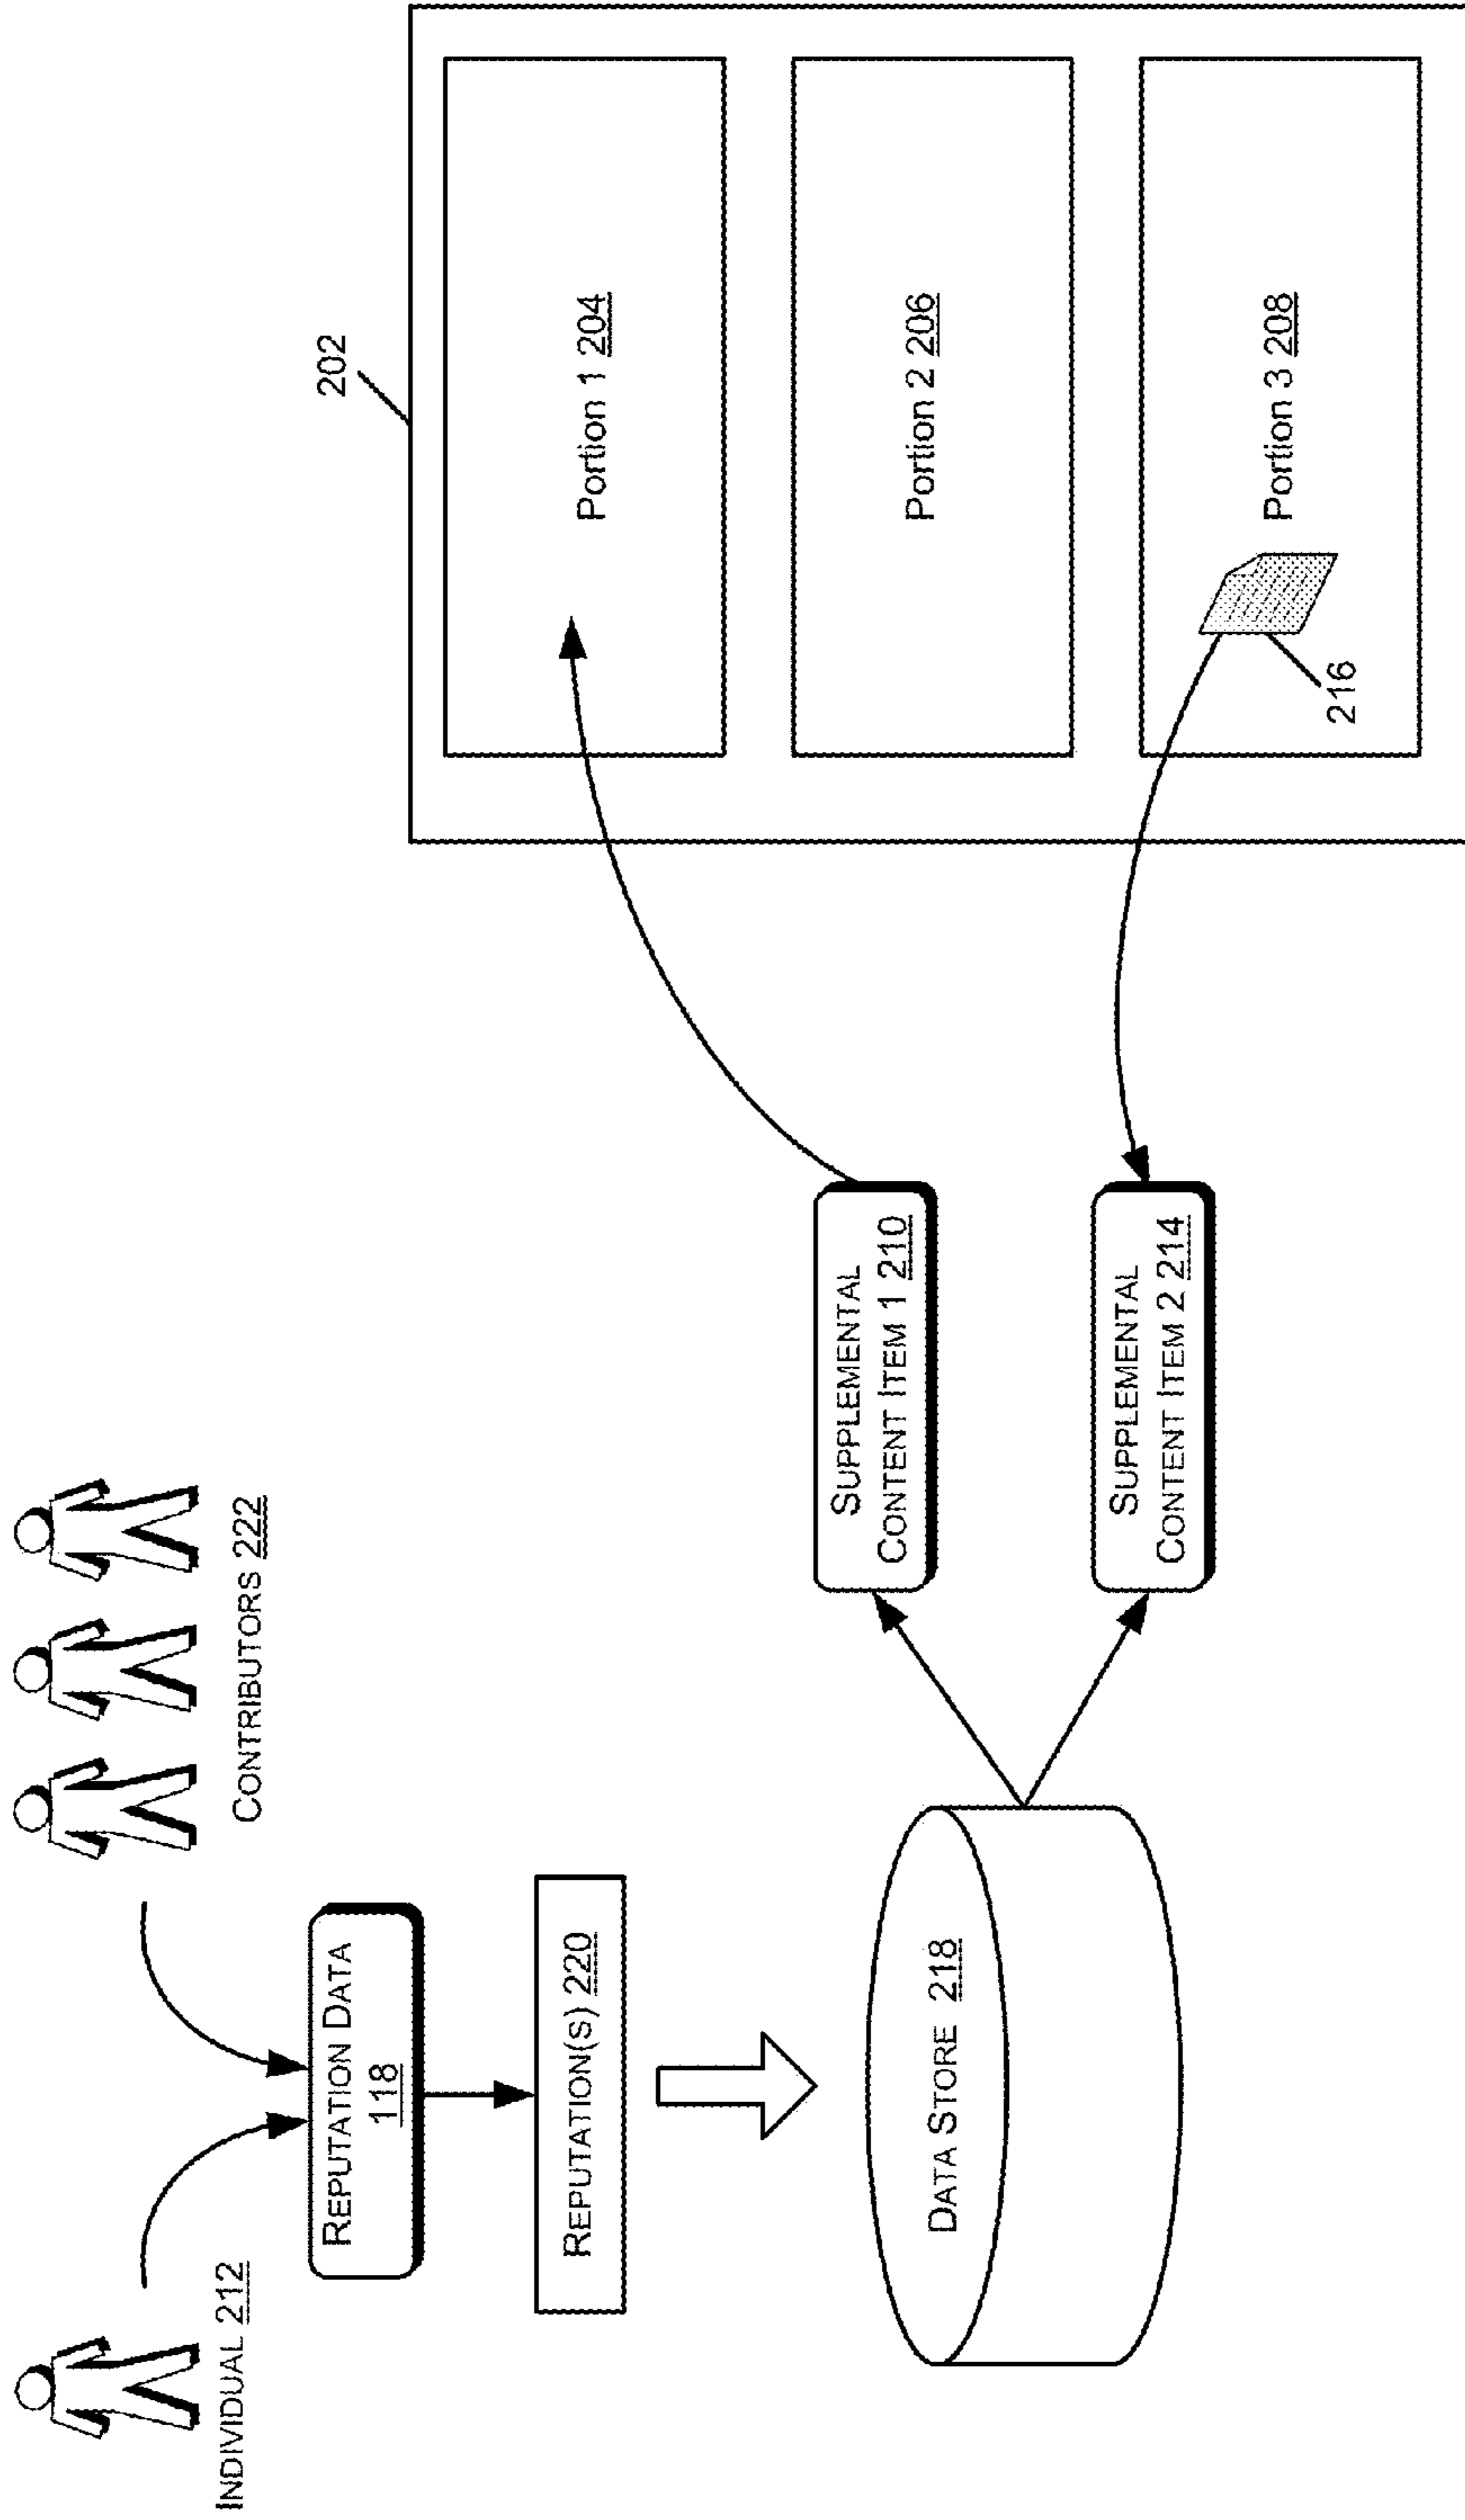 INDIVIDUAL 212
CONTRIBUTORS 222
REPUTATION DATA
118
REPUTATION(S) 220
DATA STORE 218
SUPPLEMENTAL
CONTENT ITEM 1 210
SUPPLEMENTAL
CONTENT ITEM 2 214
202
Portion 1 204
Portion 2 206
Portion 3 208
216